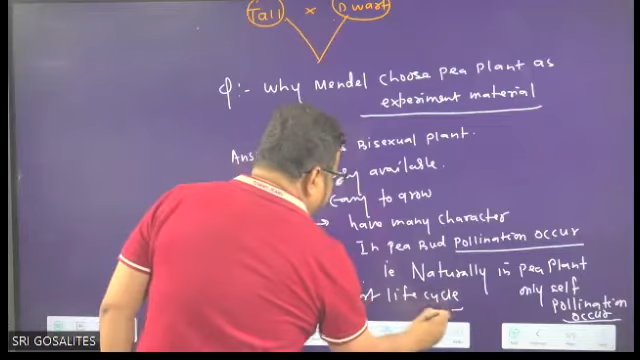 Tall × Dwarf
Q:- Why Mendel choose pea plant as
experiment material
Ans
Bisexual plant.
available.
to grow
→ have many character
In pea Bud pollination occur
ie Naturally in pea plant
only self
pollination
occur
life cycle
SRI GOSALITES